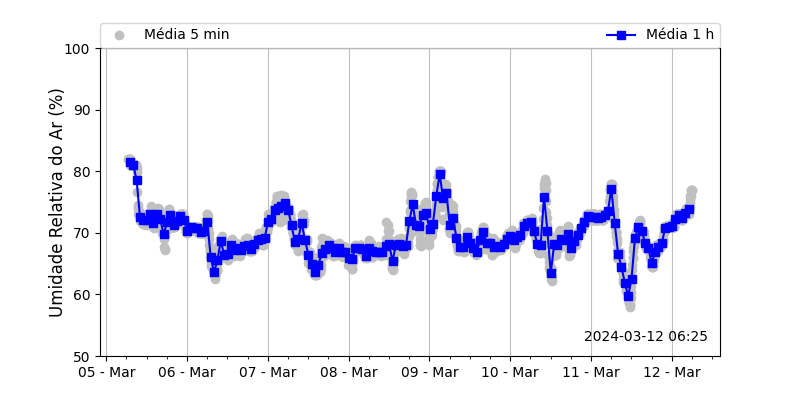 Média 5 min
Média 1 h
Umidade Relativa do Ar (%)
100
90
80
70
60
50
2024-03-12 06:25
05 - Mar
06 - Mar
07 - Mar
08 - Mar
09 - Mar
10 - Mar
11 - Mar
12 - Mar